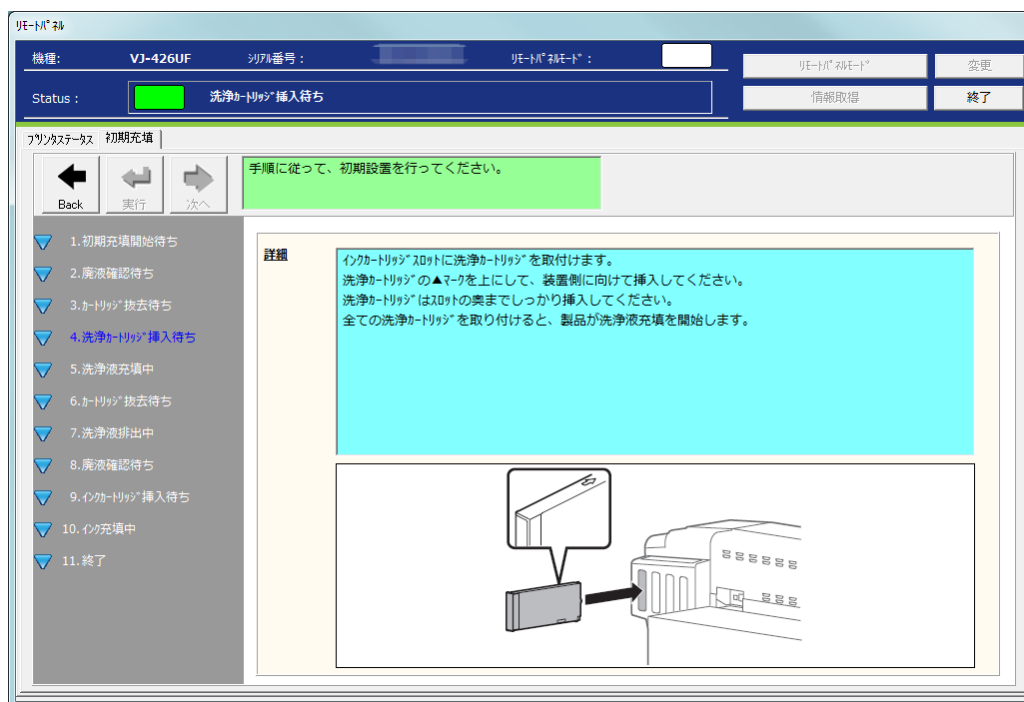 ﾘﾓｰﾄﾊﾟﾈﾙ
機種: VJ-426UF ｼﾘｱﾙ番号： ﾘﾓｰﾄﾊﾟﾈﾙﾓｰﾄﾞ：
ﾘﾓｰﾄﾊﾟﾈﾙﾓｰﾄﾞ 変更
Status： 洗浄ｶｰﾄﾘｯｼﾞ挿入待ち
情報取得 終了
ﾌﾟﾘﾝﾀｽﾃｰﾀｽ 初期充填
Back 実行 次へ
手順に従って、初期設置を行ってください。
1.初期充填開始待ち
2.廃液確認待ち
3.ｶｰﾄﾘｯｼﾞ抜去待ち
4.洗浄ｶｰﾄﾘｯｼﾞ挿入待ち
5.洗浄液充填中
6.ｶｰﾄﾘｯｼﾞ抜去待ち
7.洗浄液排出中
8.廃液確認待ち
9.ｲﾝｸｶｰﾄﾘｯｼﾞ挿入待ち
10.ｲﾝｸ充填中
11.終了
詳細
ｲﾝｸｶｰﾄﾘｯｼﾞｽﾛｯﾄに洗浄ｶｰﾄﾘｯｼﾞを取付けます。
洗浄ｶｰﾄﾘｯｼﾞの▲ﾏｰｸを上にして、装置側に向けて挿入してください。
洗浄ｶｰﾄﾘｯｼﾞはｽﾛｯﾄの奥までしっかり挿入してください。
全ての洗浄ｶｰﾄﾘｯｼﾞを取り付けると、製品が洗浄液充填を開始します。